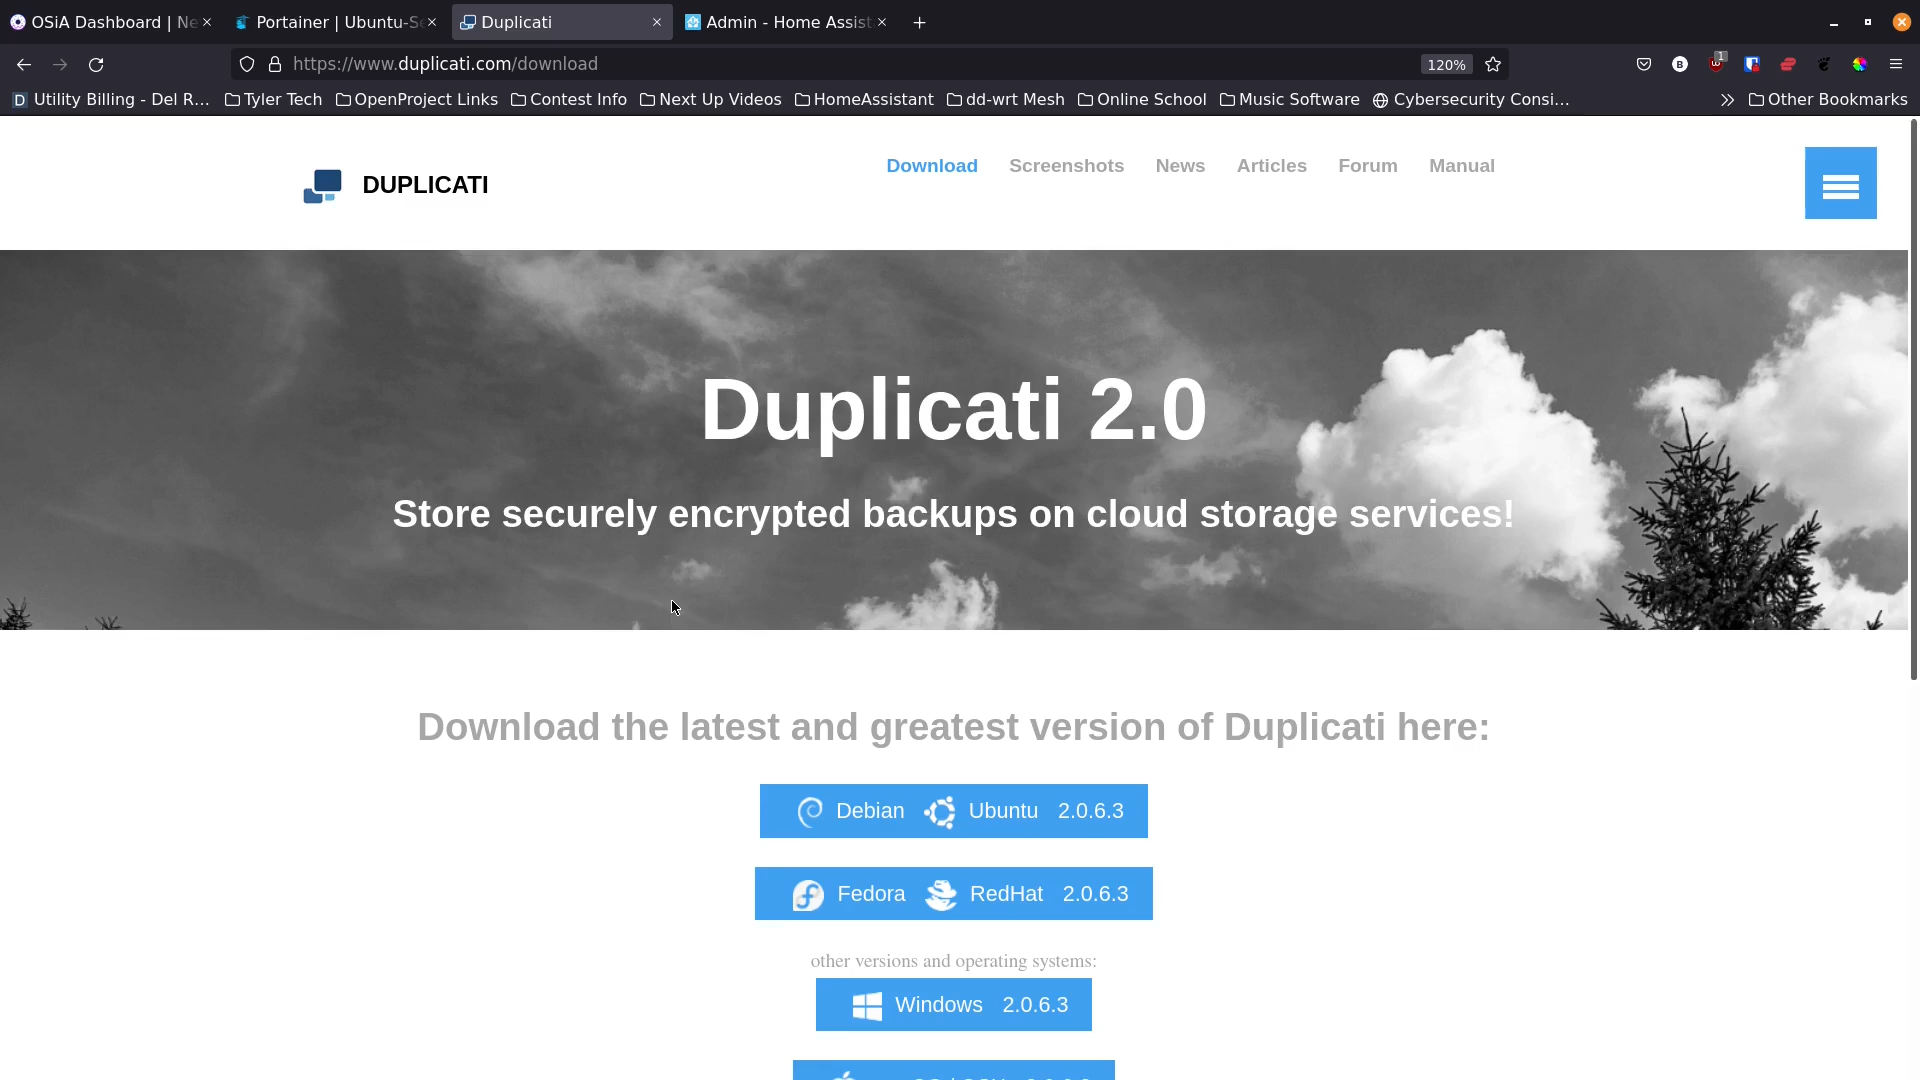 OSiA Dashboard | Ne
Portainer | Ubuntu-Se
Duplicati
Admin - Home Assist
https://www.duplicati.com/download
120%
B
1
D Utility Billing - Del R…
Tyler Tech
OpenProject Links
Contest Info
Next Up Videos
HomeAssistant
dd-wrt Mesh
Online School
Music Software
Cybersecurity Consi…
Other Bookmarks
DUPLICATI
Download
Screenshots
News
Articles
Forum
Manual
Duplicati 2.0
Store securely encrypted backups on cloud storage services!
Download the latest and greatest version of Duplicati here:
Debian Ubuntu 2.0.6.3
Fedora RedHat 2.0.6.3
other versions and operating systems:
Windows 2.0.6.3